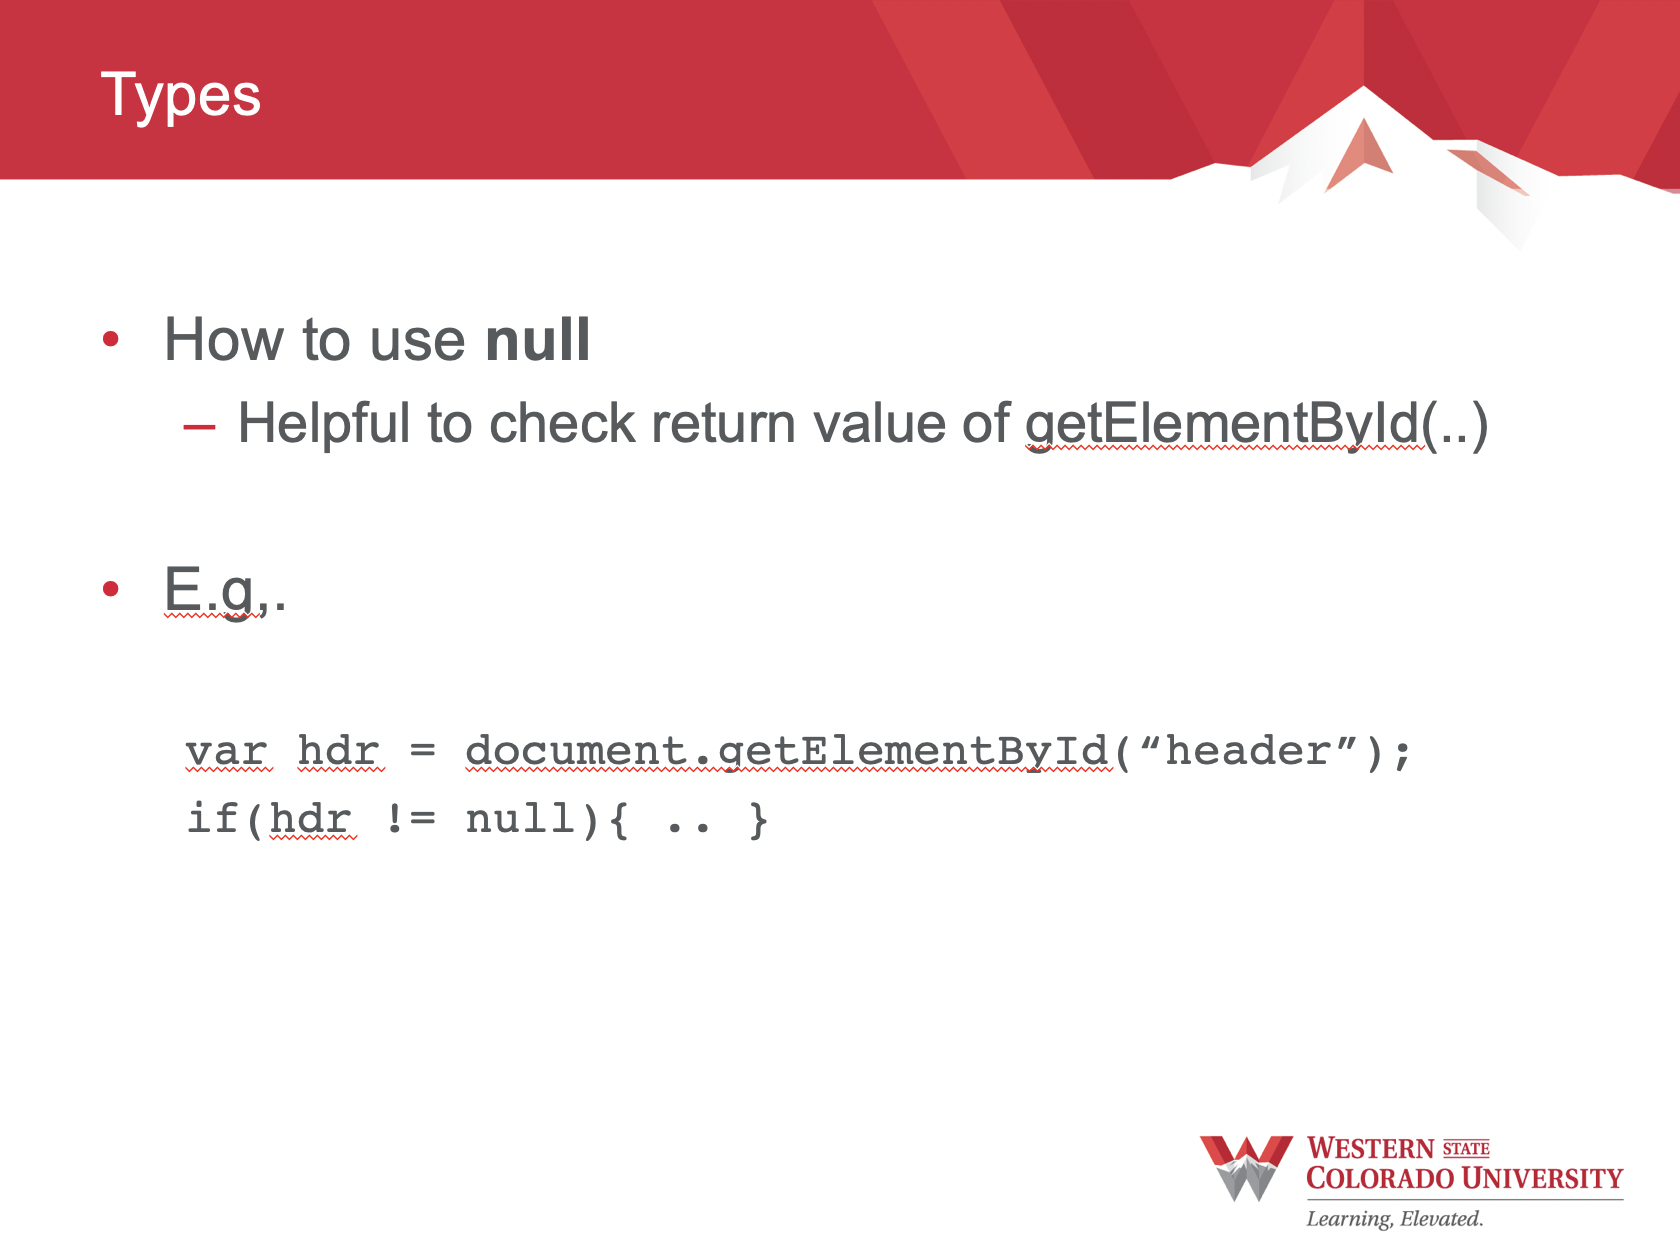 Types
• How to use null
– Helpful to check return value of getElementById(..)
• E.g,.
var hdr = document.getElementById(“header”);
if(hdr != null){ .. }
WESTERN STATE
COLORADO UNIVERSITY
Learning, Elevated.